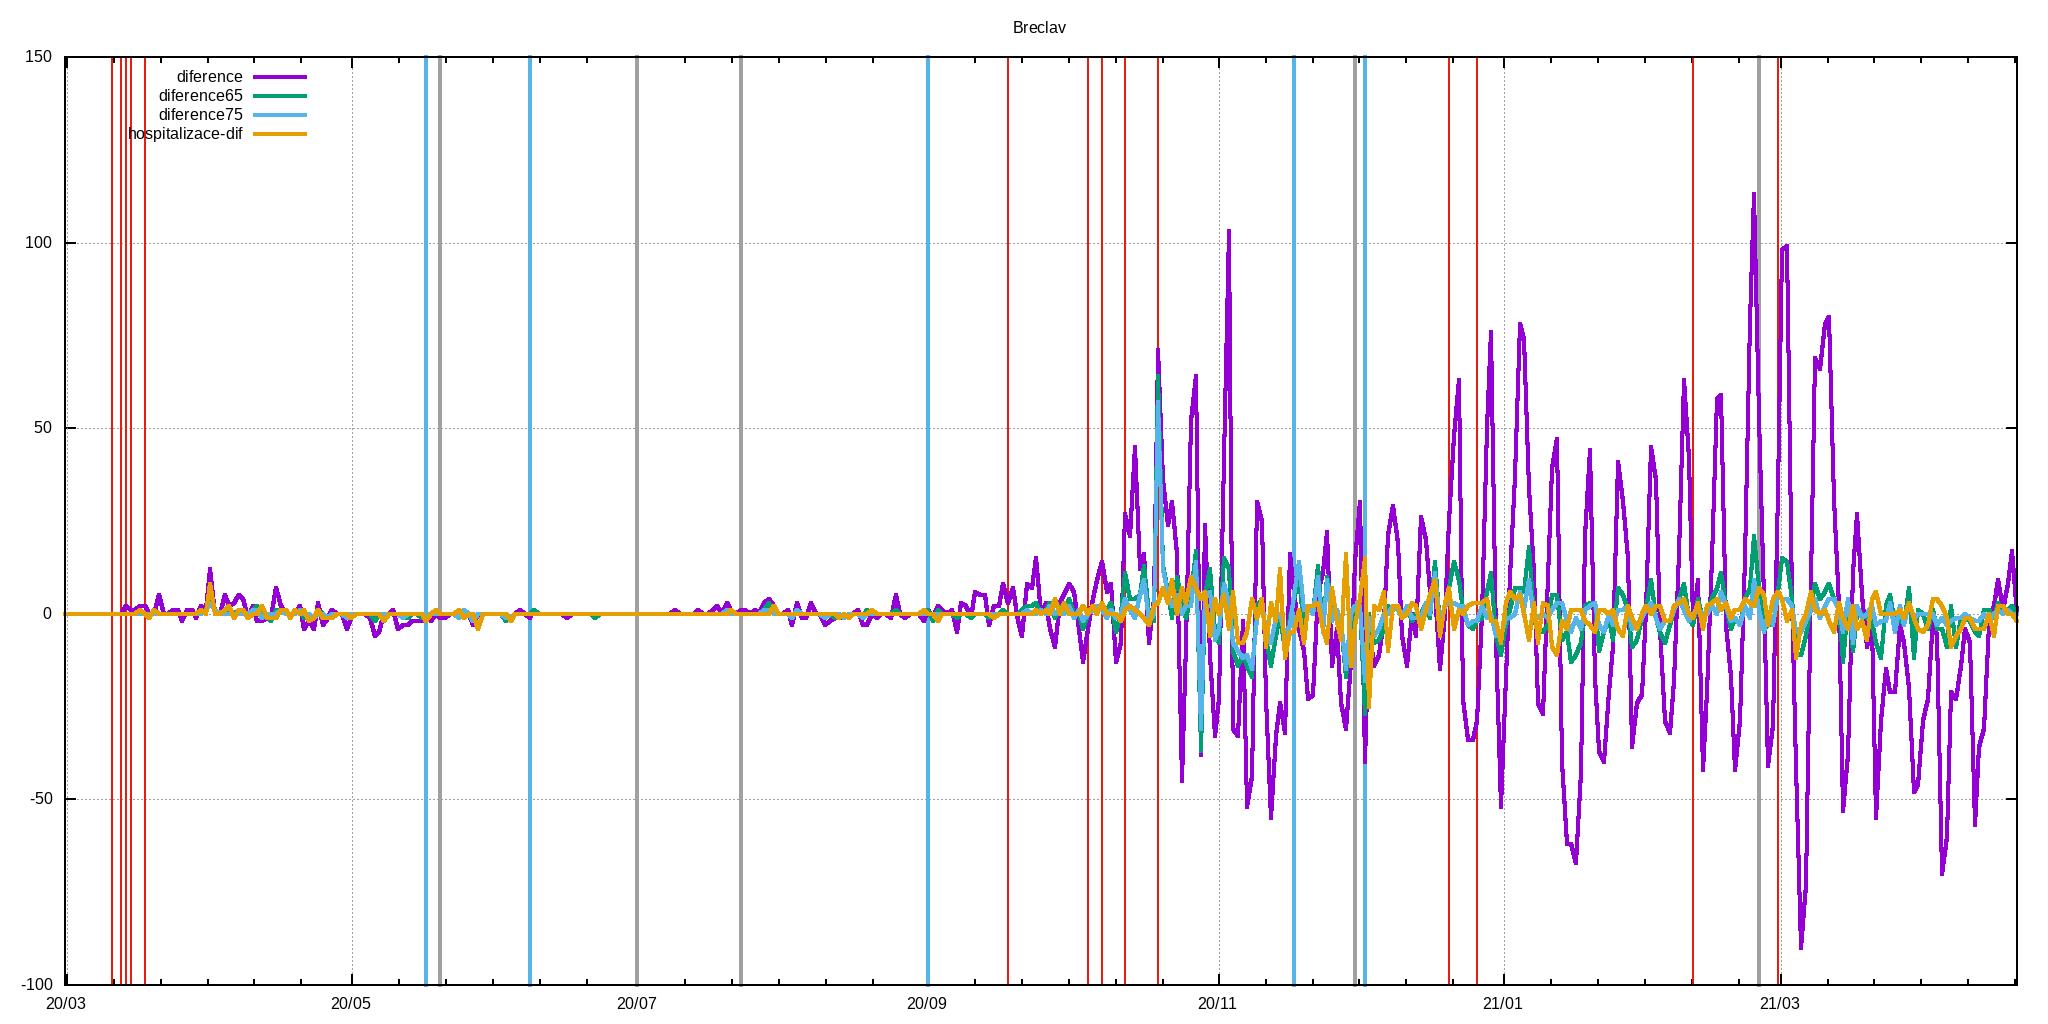 Breclav
150
diference
diference65
diference75
hospitalizace-dif
100
50
0
-50
-100
20/03 20/05 20/07 20/09 20/11 21/01 21/03